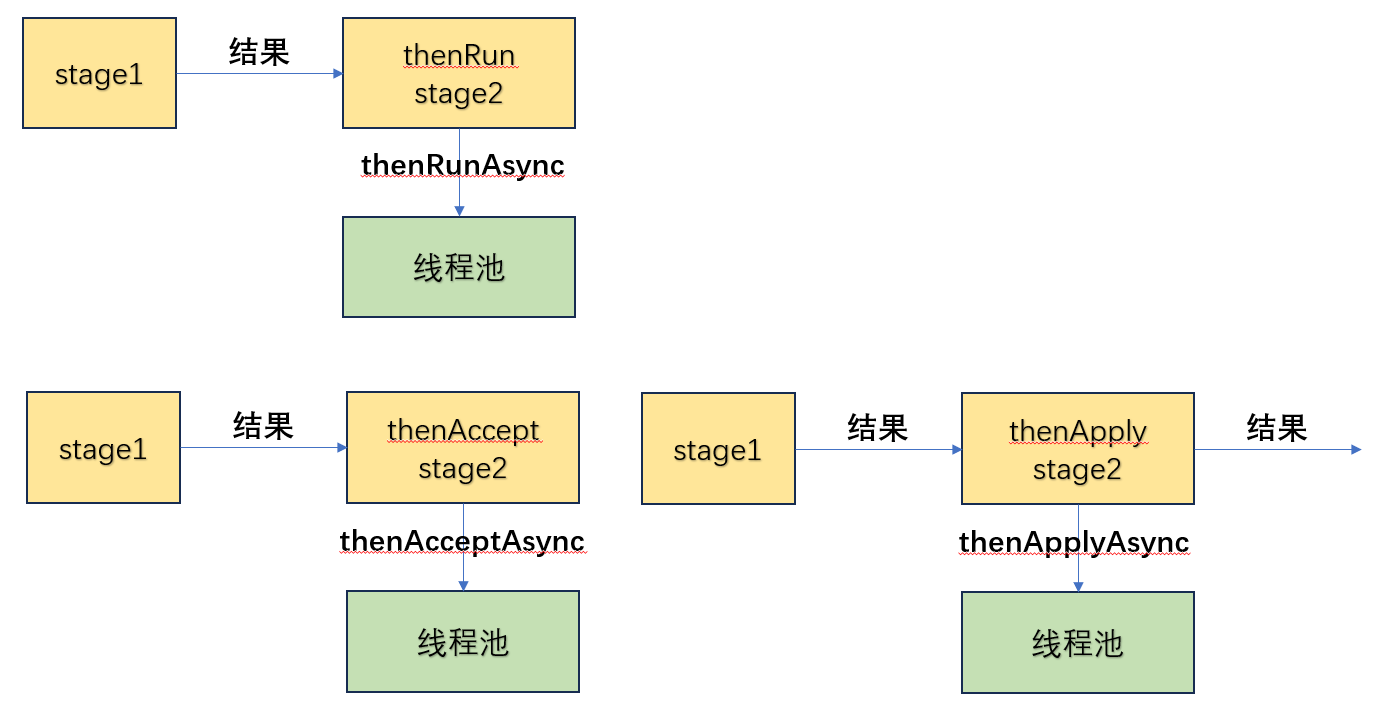 stage1
结果
thenRun
stage2
thenRunAsync
线程池
stage1
结果
thenAccept
stage2
thenAcceptAsync
线程池
stage1
结果
thenApply
stage2
结果
thenApplyAsync
线程池